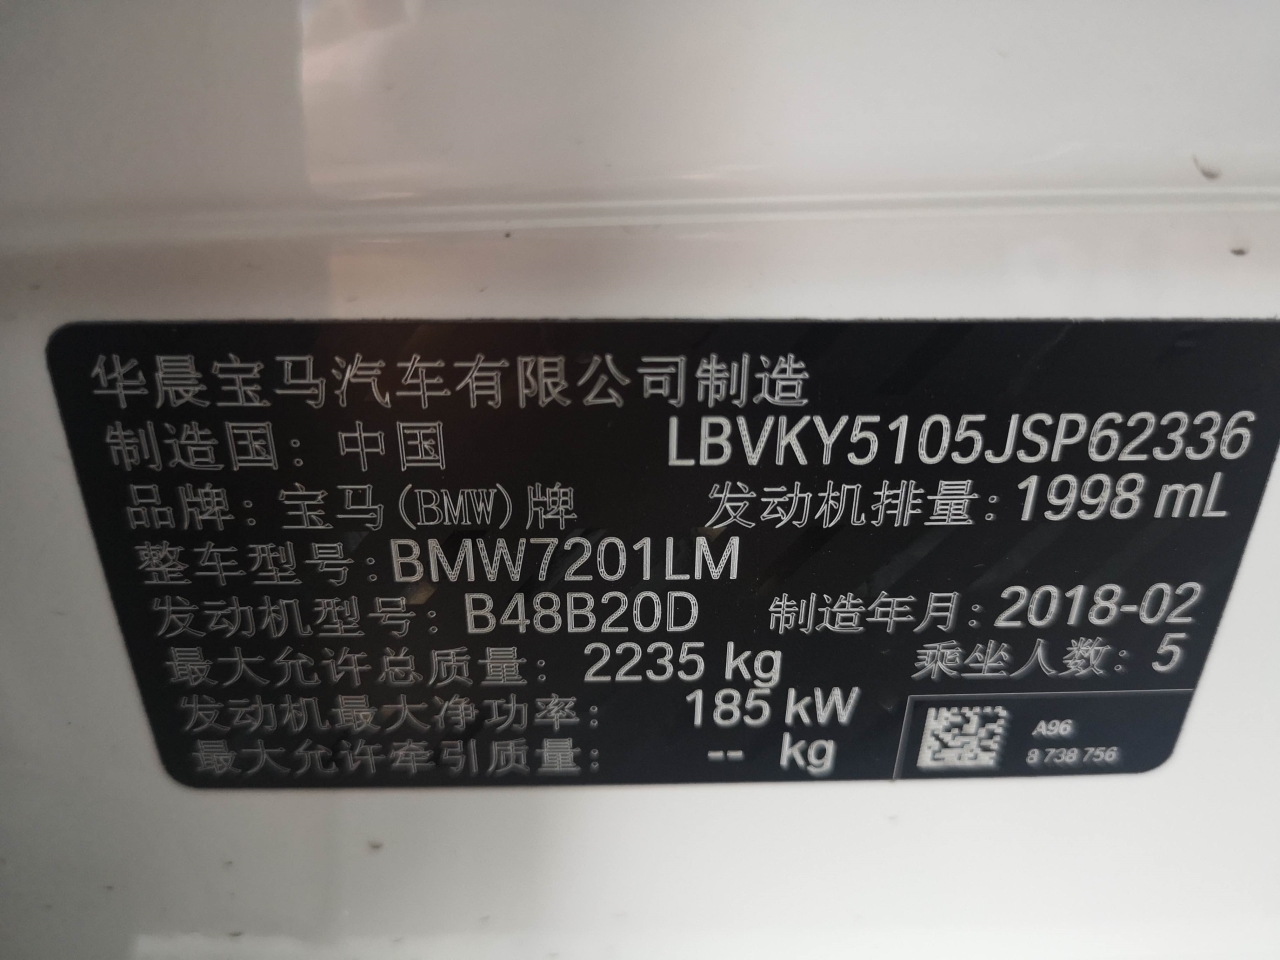 华晨宝马汽车有限公司制造
制造国: 中国 LBVKY5105JSP62336
品牌: 宝马(BMW)牌 发动机排量: 1998 mL
整车型号: BMW7201LM
发动机型号: B48B20D 制造年月: 2018-02
最大允许总质量: 2235 kg 乘坐人数: 5
发动机最大净功率: 185 kW
最大允许牵引质量: -- kg
A96
8 738 756